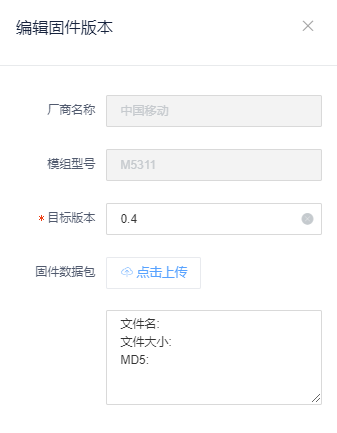 编辑固件版本
厂商名称 中国移动
模组型号 M5311
* 目标版本 0.4
固件数据包 点击上传
文件名:
文件大小:
MD5: